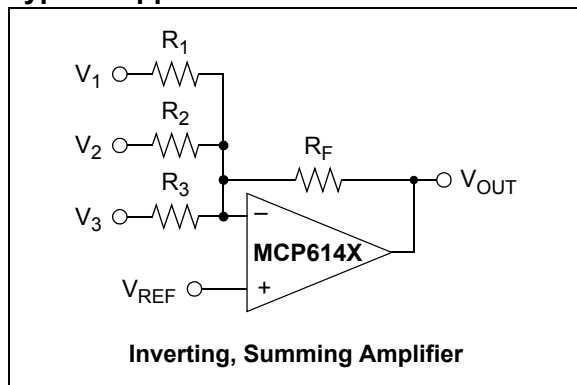 R1
V1
R2
V2
RF
VOUT
R3
V3
−
MCP614X
VREF
+
Inverting, Summing Amplifier